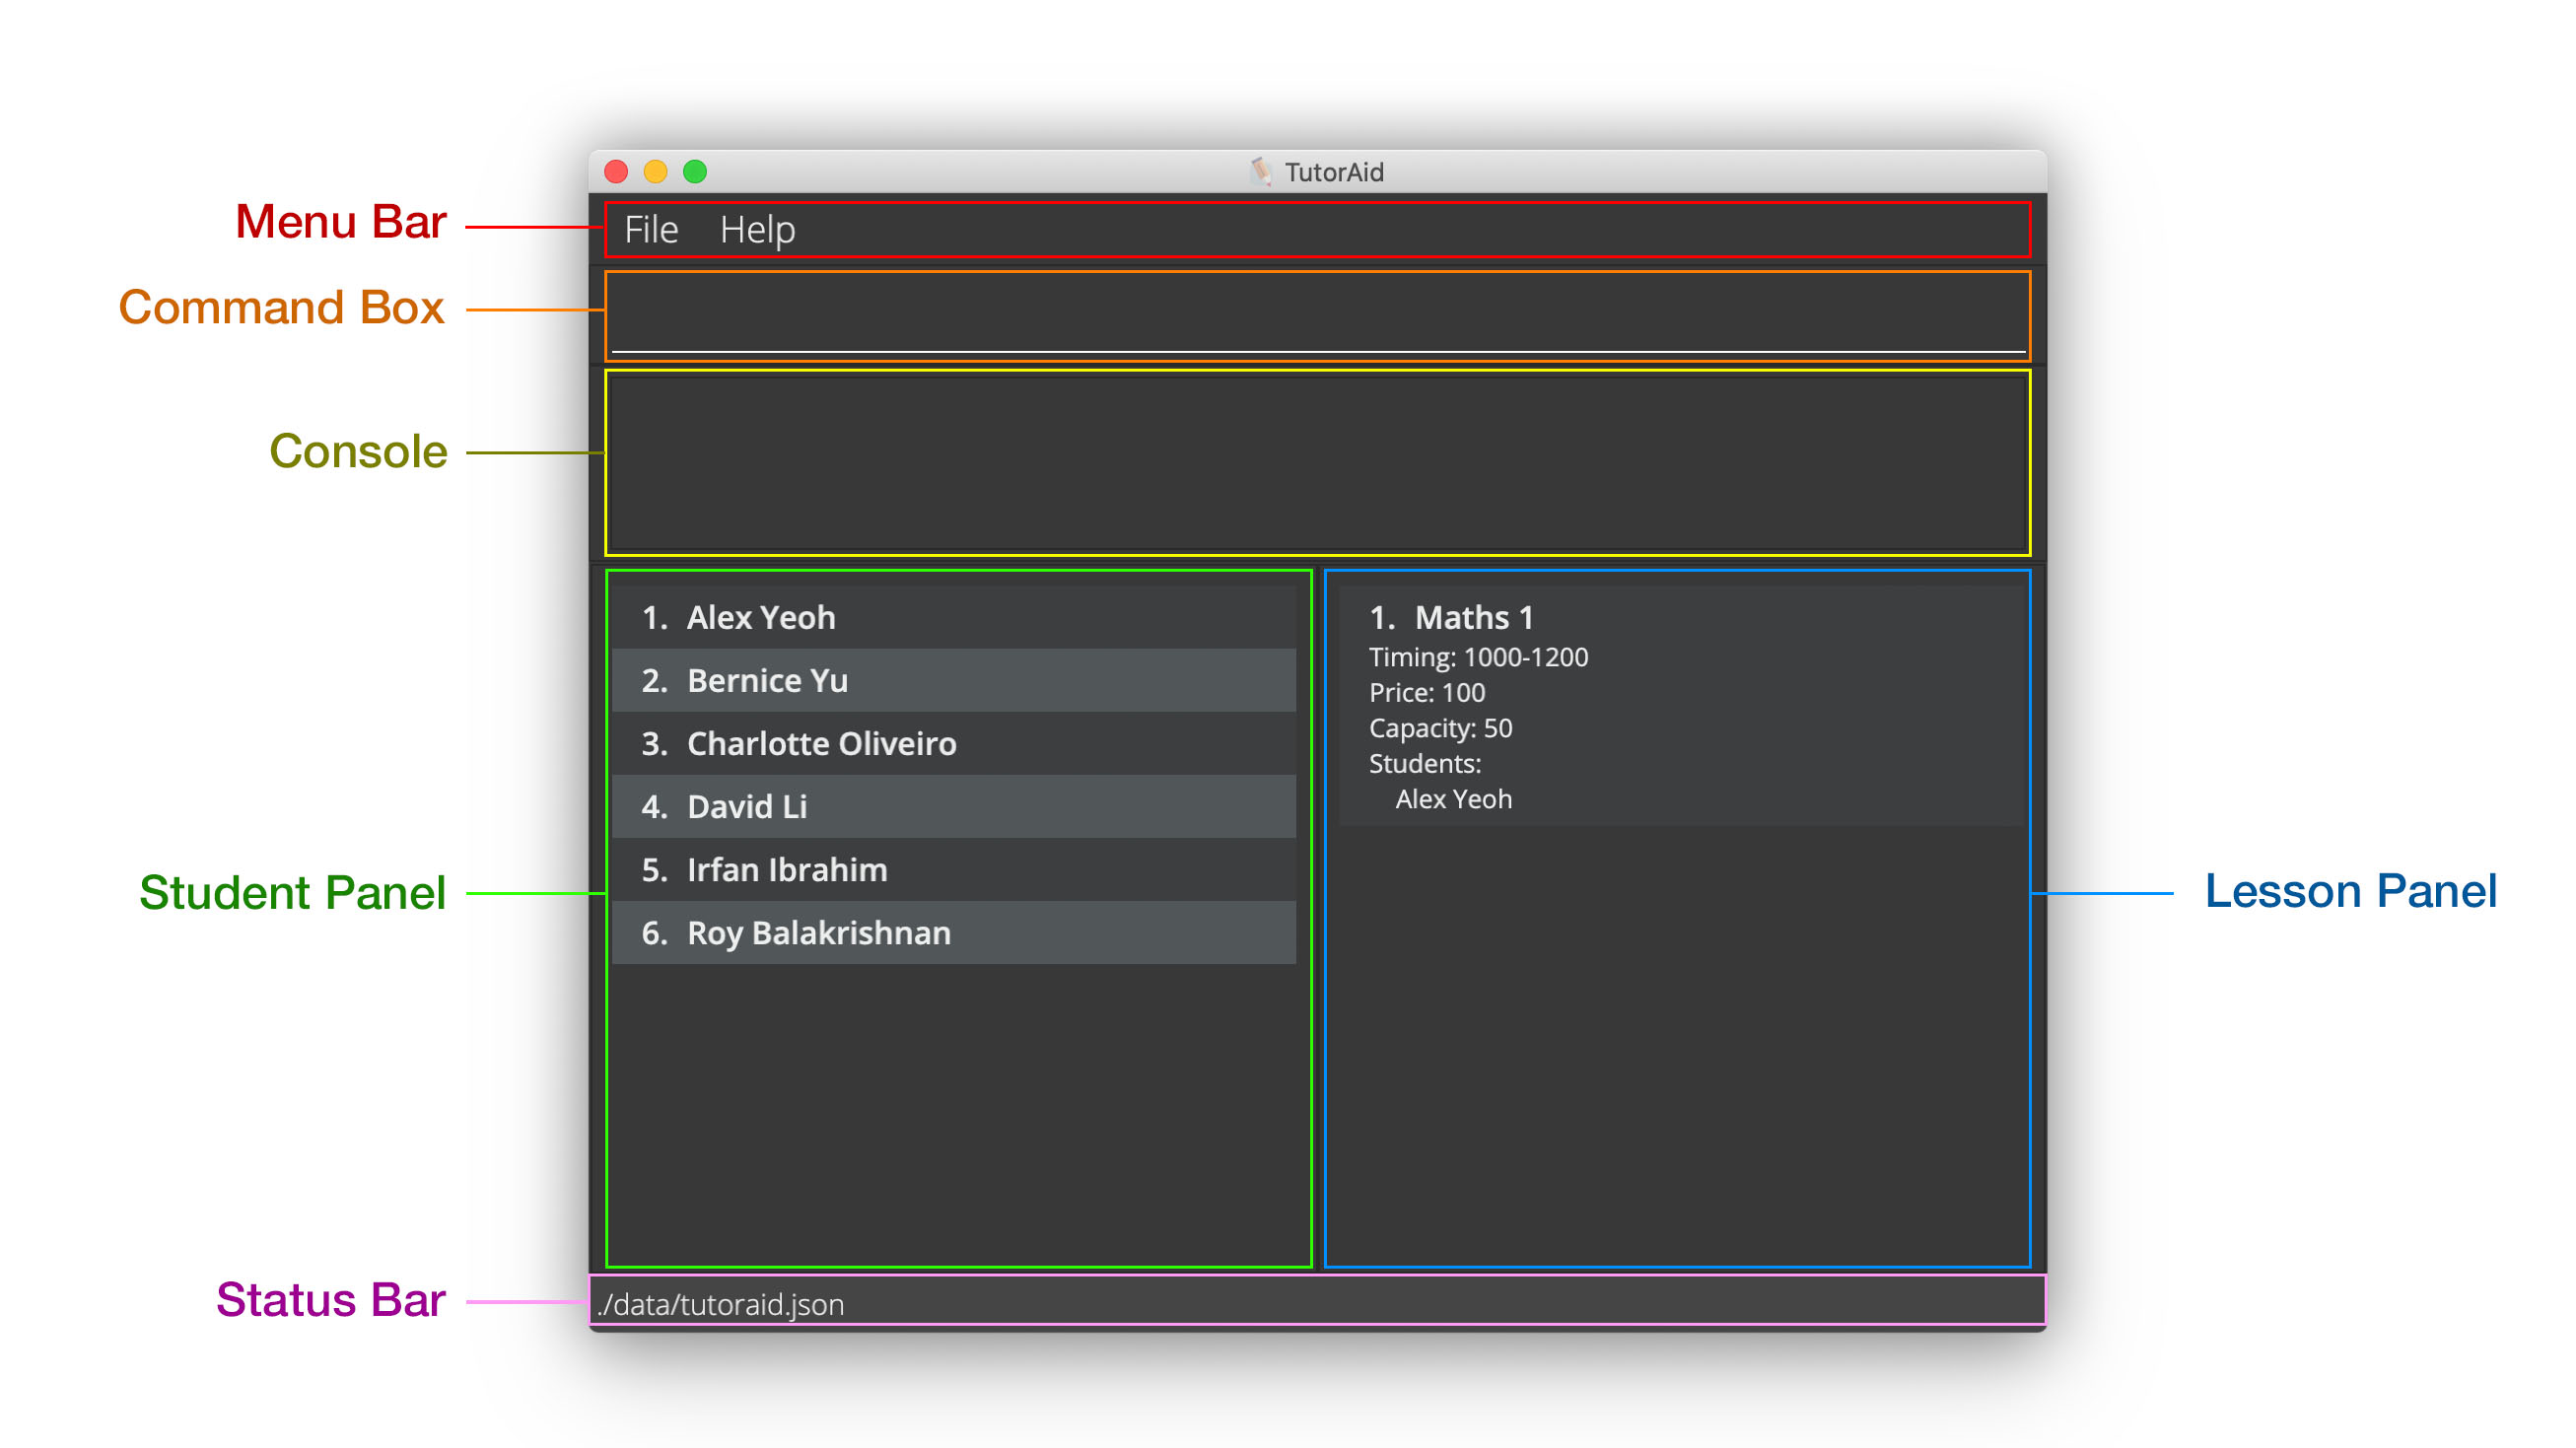 TutorAid
Menu Bar
File Help
Command Box
Console
Student Panel
1. Alex Yeoh
2. Bernice Yu
3. Charlotte Oliveiro
4. David Li
5. Irfan Ibrahim
6. Roy Balakrishnan
1. Maths 1
Timing: 1000-1200
Price: 100
Capacity: 50
Students:
Alex Yeoh
Lesson Panel
Status Bar
./data/tutoraid.json